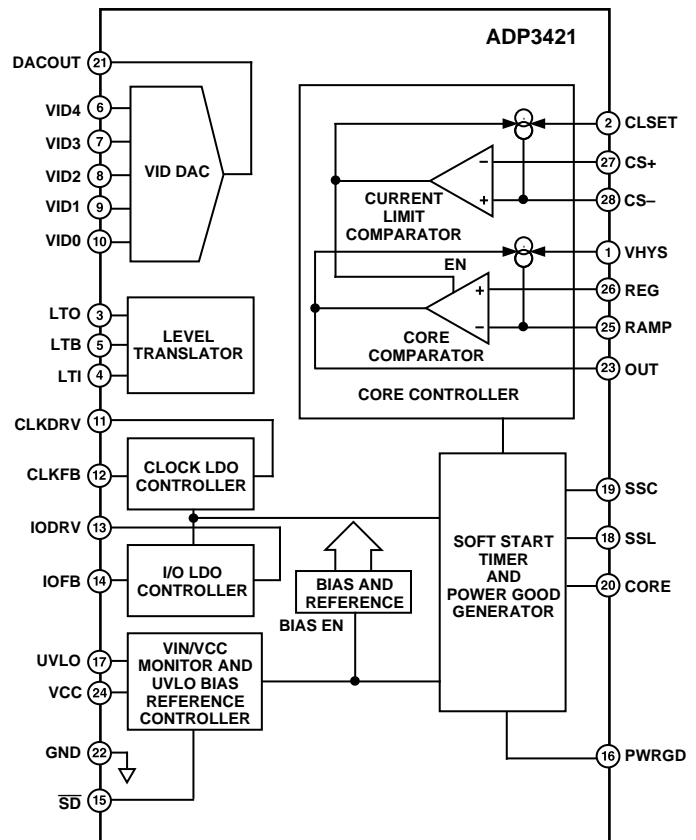 ADP3421
DACOUT 21
VID4 6
VID3 7
VID2 8
VID1 9
VID0 10
VID DAC
LTO 3
LTB 5
LTI 4
LEVEL
TRANSLATOR
CLKDRV 11
CLKFB 12
CLOCK LDO
CONTROLLER
IODRV 13
IOFB 14
I/O LDO
CONTROLLER
BIAS AND
REFERENCE
BIAS EN
UVLO 17
VCC 24
VIN/VCC
MONITOR AND
UVLO BIAS
REFERENCE
CONTROLLER
GND 22
SD 15
2 CLSET
27 CS+
28 CS–
–
+
CURRENT
LIMIT
COMPARATOR
1 VHYS
EN
26 REG
25 RAMP
+
–
CORE
COMPARATOR
23 OUT
CORE CONTROLLER
SOFT START
TIMER
AND
POWER GOOD
GENERATOR
19 SSC
18 SSL
20 CORE
16 PWRGD